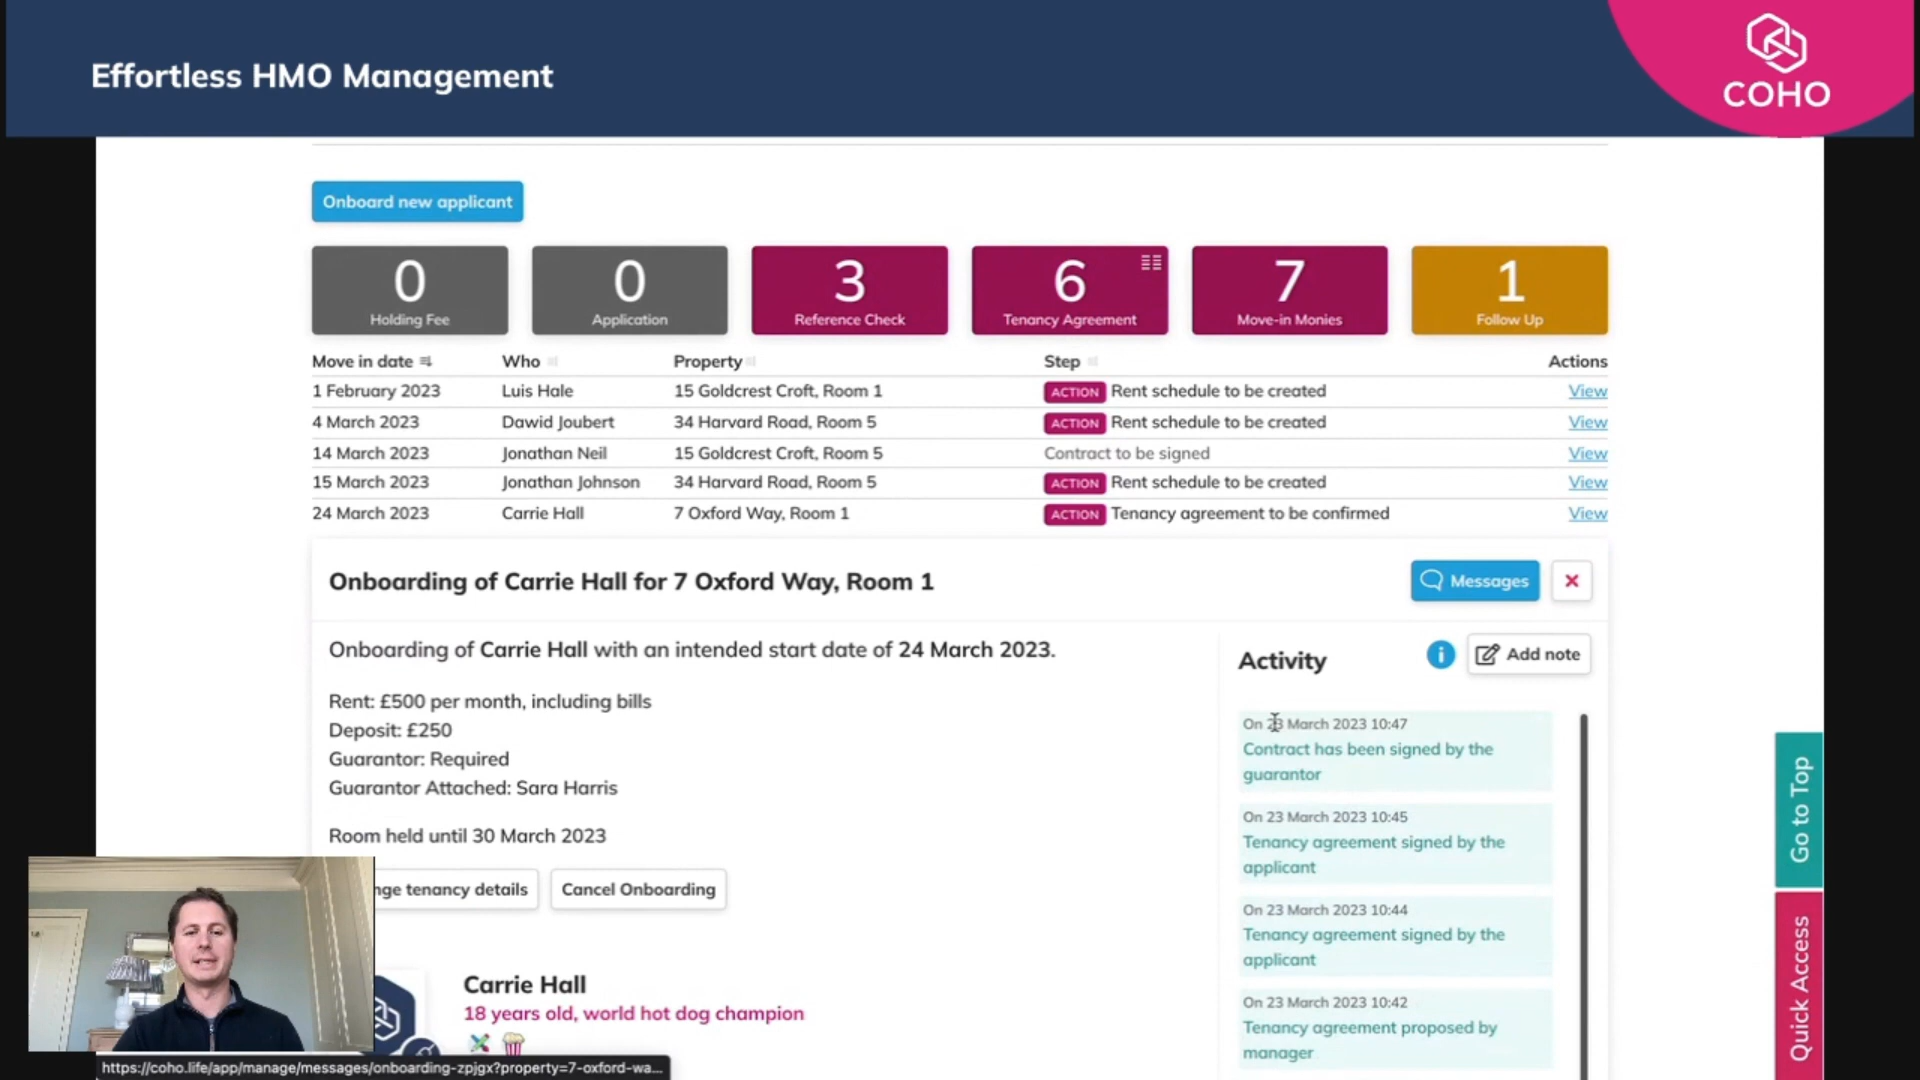 Effortless HMO Management
COHO
Onboard new applicant
0
Holding Fee
0
Application
3
Reference Check
6
Tenancy Agreement
7
Move-in Monies
1
Follow Up
Move in date Who Property Step Actions
1 February 2023 Luis Hale 15 Goldcrest Croft, Room 1 ACTION Rent schedule to be created View
4 March 2023 Dawid Joubert 34 Harvard Road, Room 5 ACTION Rent schedule to be created View
14 March 2023 Jonathan Neil 15 Goldcrest Croft, Room 5 Contract to be signed View
15 March 2023 Jonathan Johnson 34 Harvard Road, Room 5 ACTION Rent schedule to be created View
24 March 2023 Carrie Hall 7 Oxford Way, Room 1 ACTION Tenancy agreement to be confirmed View
Onboarding of Carrie Hall for 7 Oxford Way, Room 1
Messages
Onboarding of Carrie Hall with an intended start date of 24 March 2023.
Rent: £500 per month, including bills
Deposit: £250
Guarantor: Required
Guarantor Attached: Sara Harris
Room held until 30 March 2023
nge tenancy details
Cancel Onboarding
Carrie Hall
18 years old, world hot dog champion
Activity
Add note
On 23 March 2023 10:47
Contract has been signed by the
guarantor
On 23 March 2023 10:45
Tenancy agreement signed by the
applicant
On 23 March 2023 10:44
Tenancy agreement signed by the
applicant
On 23 March 2023 10:42
Tenancy agreement proposed by
manager
Go to Top
Quick Access
https://coho.life/app/manage/messages/onboarding-zpjgx?property=7-oxford-wa...